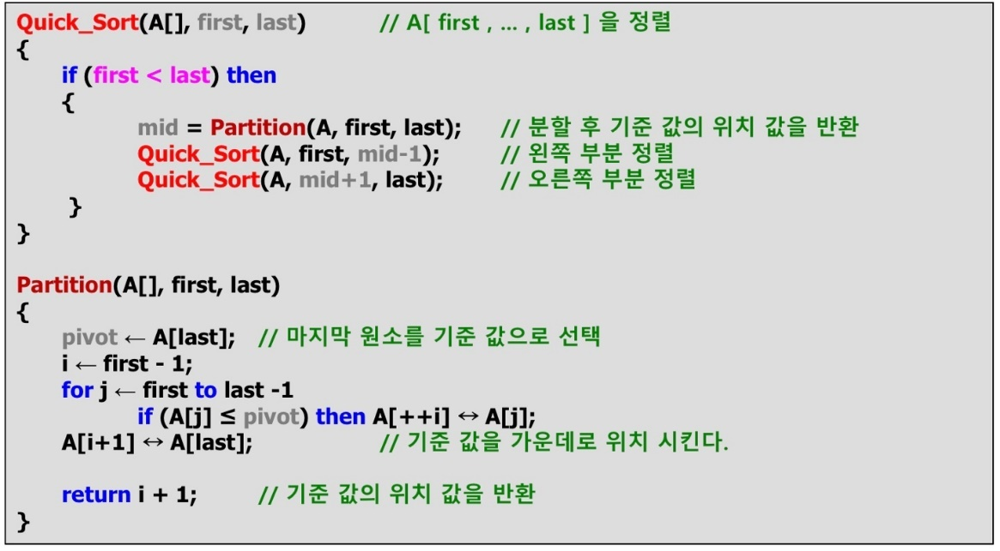 Quick_Sort(A[], first, last) // A[ first , ... , last ] 을 정렬
{
if (first < last) then
{
mid = Partition(A, first, last); // 분할 후 기준 값의 위치 값을 반환
Quick_Sort(A, first, mid-1); // 왼쪽 부분 정렬
Quick_Sort(A, mid+1, last); // 오른쪽 부분 정렬
}
}
Partition(A[], first, last)
{
pivot ← A[last]; // 마지막 원소를 기준 값으로 선택
i ← first - 1;
for j ← first to last -1
if (A[j] ≤ pivot) then A[++i] ↔ A[j];
A[i+1] ↔ A[last]; // 기준 값을 가운데로 위치 시킨다.
return i + 1; // 기준 값의 위치 값을 반환
}